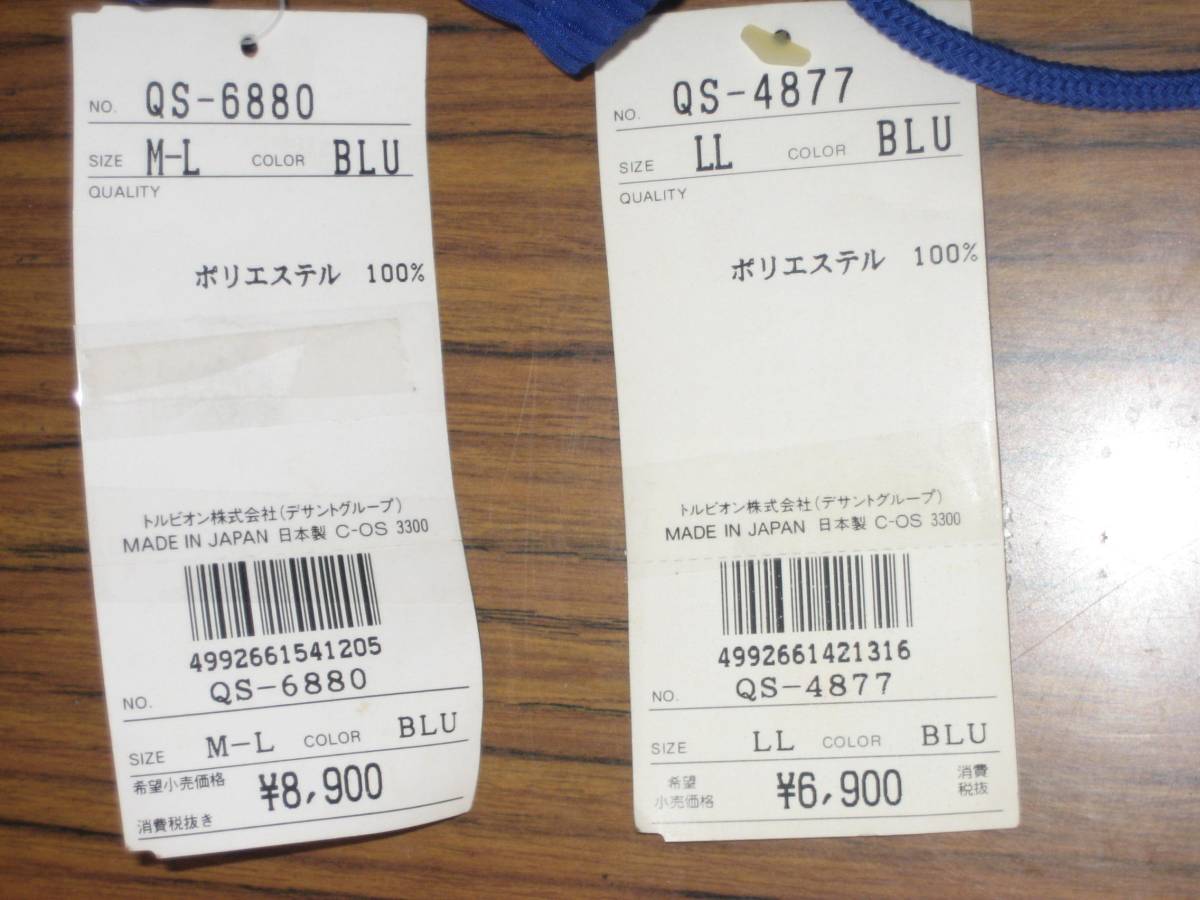 NO. QS-6880
SIZE M-L COLOR BLU
QUALITY
ポリエステル 100%
トルビオン株式会社(デサントグループ)
MADE IN JAPAN 日本製 C-OS 3300
4992661541205
NO. QS-6880
SIZE M-L COLOR BLU
希望小売価格 ¥8,900
消費税抜き
NO. QS-4877
SIZE LL COLOR BLU
QUALITY
ポリエステル 100%
トルビオン株式会社(デサントグループ)
MADE IN JAPAN 日本製 C-OS 3300
4992661421316
NO. QS-4877
SIZE LL COLOR BLU
希望
小売価格 ¥6,900 消費
税抜